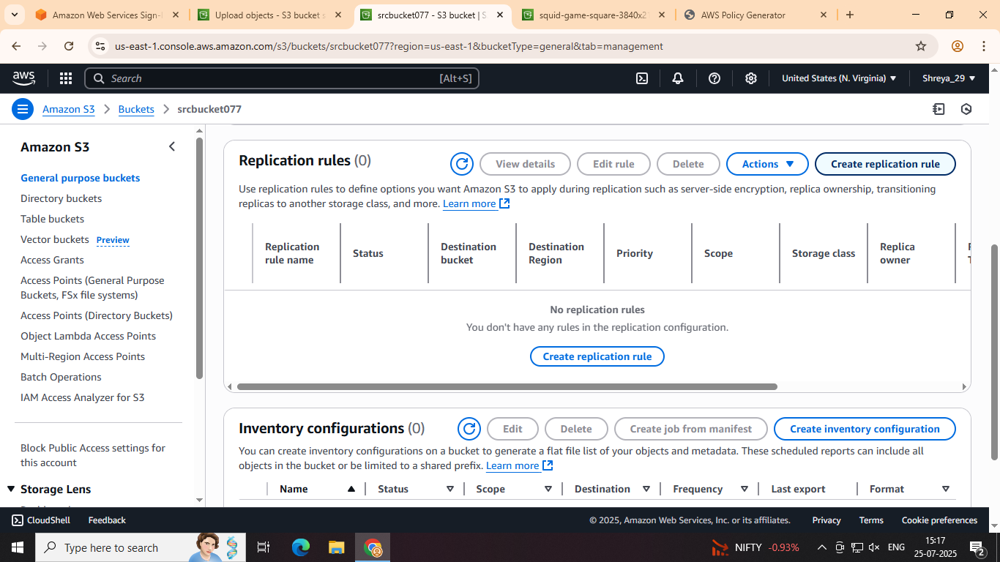 Amazon Web Services Sign-
Upload objects - S3 bucket s
srcbucket077 - S3 bucket | S
squid-game-square-3840x2
AWS Policy Generator
us-east-1.console.aws.amazon.com/s3/buckets/srcbucket077?region=us-east-1&bucketType=general&tab=management
aws
Search
[Alt+S]
United States (N. Virginia)
Shreya_29
Amazon S3
Buckets
srcbucket077
Amazon S3
General purpose buckets
Directory buckets
Table buckets
Vector buckets Preview
Access Grants
Access Points (General Purpose
Buckets, FSx file systems)
Access Points (Directory Buckets)
Object Lambda Access Points
Multi-Region Access Points
Batch Operations
IAM Access Analyzer for S3
Block Public Access settings for
this account
Storage Lens
Replication rules (0)
View details
Edit rule
Delete
Actions
Create replication rule
Use replication rules to define options you want Amazon S3 to apply during replication such as server-side encryption, replica ownership, transitioning
replicas to another storage class, and more. Learn more
Replication
rule name
Status
Destination
bucket
Destination
Region
Priority
Scope
Storage class
Replica
owner
No replication rules
You don't have any rules in the replication configuration.
Create replication rule
Inventory configurations (0)
Edit
Delete
Create job from manifest
Create inventory configuration
You can create inventory configurations on a bucket to generate a flat file list of your objects and metadata. These scheduled reports can include all
objects in the bucket or be limited to a shared prefix. Learn more
Name
Status
Scope
Destination
Frequency
Last export
Format
CloudShell
Feedback
© 2025, Amazon Web Services, Inc. or its affiliates.
Privacy
Terms
Cookie preferences
Type here to search
NIFTY -0.93%
ENG
15:17
25-07-2025
2